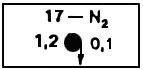 17 — N₂
1,2 0,1